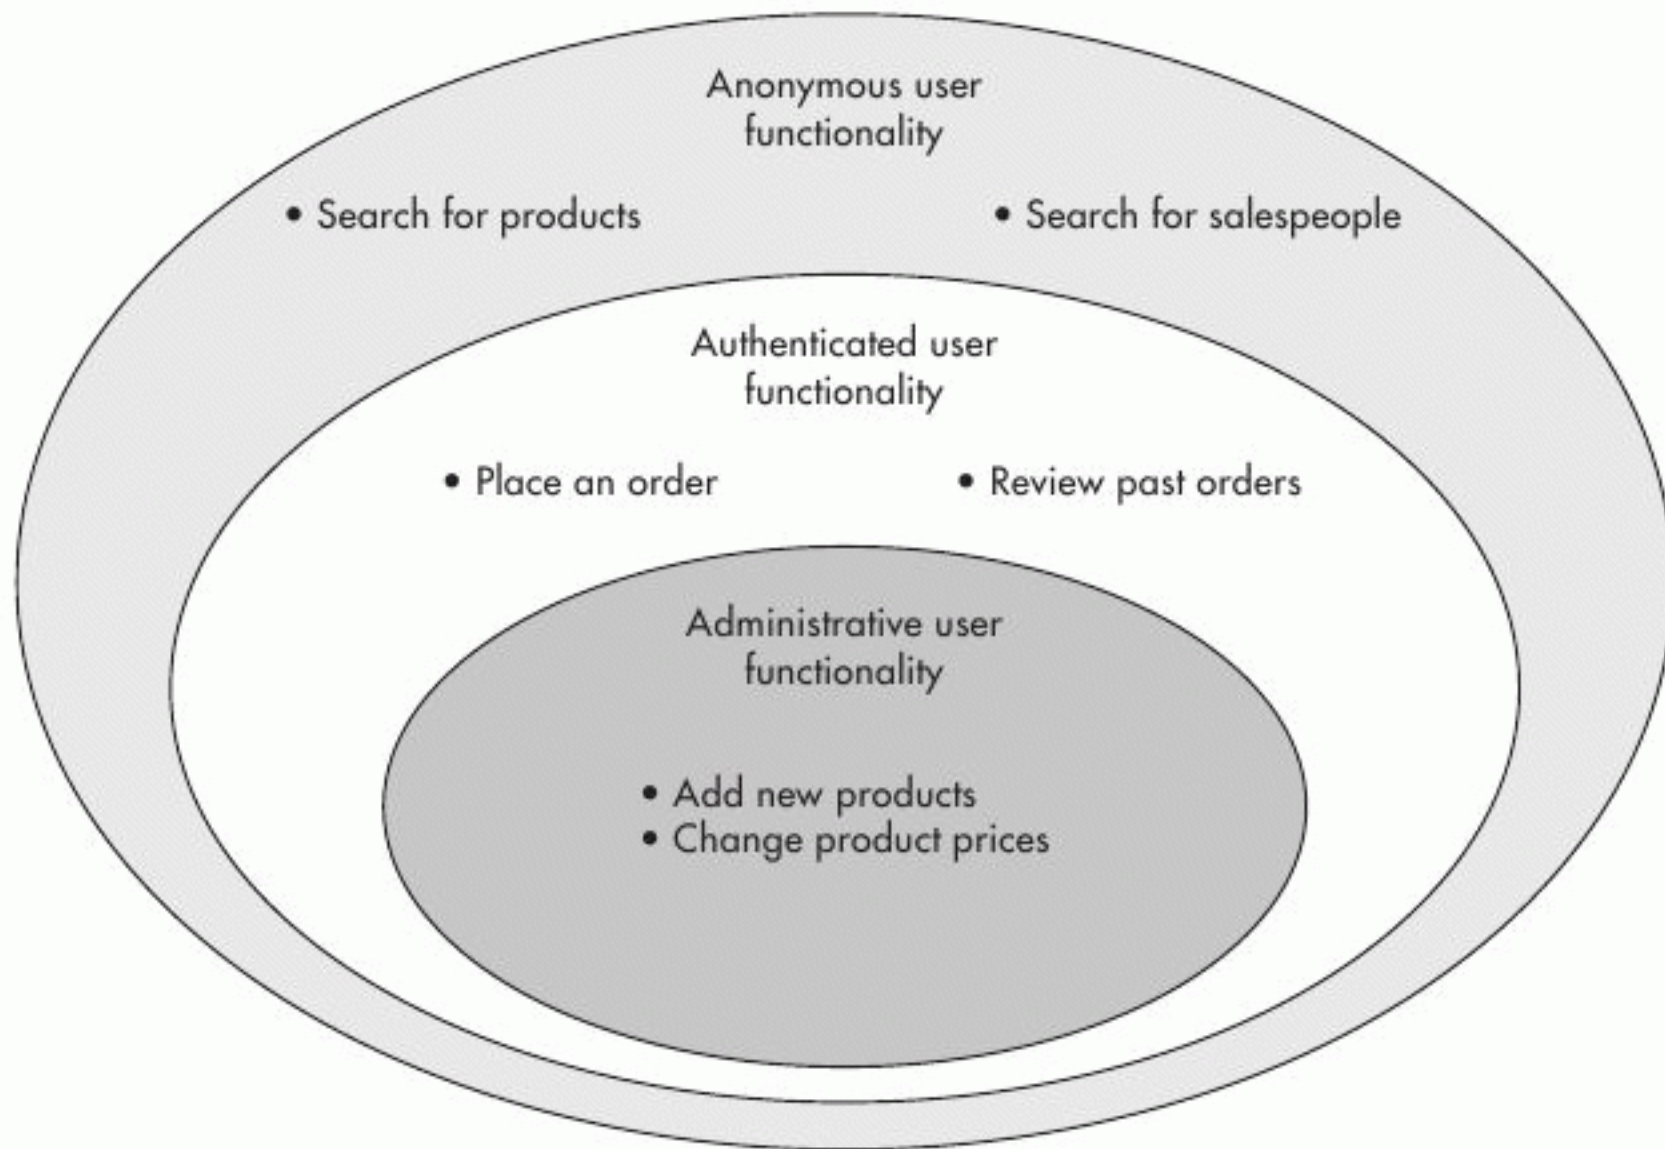 Anonymous user
functionality
• Search for products
• Search for salespeople
Authenticated user
functionality
• Place an order
• Review past orders
Administrative user
functionality
• Add new products
• Change product prices